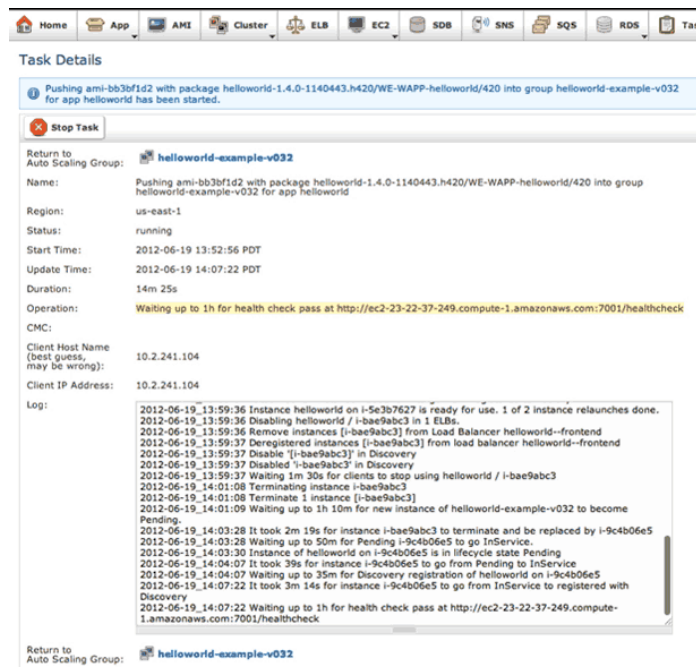 Home App AMI Cluster ELB EC2 SDB SNS SQS RDS Tas
Task Details
Pushing ami-bb3bf1d2 with package helloworld-1.4.0-1140443.h420/WE-WAPP-helloworld/420 into group helloworld-example-v032
for app helloworld has been started.
Stop Task
Return to
Auto Scaling Group: helloworld-example-v032
Name: Pushing ami-bb3bf1d2 with package helloworld-1.4.0-1140443.h420/WE-WAPP-helloworld/420 into group
helloworld-example-v032 for app helloworld
Region: us-east-1
Status: running
Start Time: 2012-06-19 13:52:56 PDT
Update Time: 2012-06-19 14:07:22 PDT
Duration: 14m 25s
Operation: Waiting up to 1h for health check pass at http://ec2-23-22-37-249.compute-1.amazonaws.com:7001/healthcheck
CMC:
Client Host Name
(best guess,
may be wrong): 10.2.241.104
Client IP Address: 10.2.241.104
Log:
2012-06-19_13:59:36 Instance helloworld on i-5e3b7627 is ready for use. 1 of 2 instance relaunches done.
2012-06-19_13:59:36 Disabling helloworld / i-bae9abc3 in 1 ELBs.
2012-06-19_13:59:36 Remove instances [i-bae9abc3] from Load Balancer helloworld--frontend
2012-06-19_13:59:37 Deregistered instances [i-bae9abc3] from load balancer helloworld--frontend
2012-06-19_13:59:37 Disable '[i-bae9abc3]' in Discovery
2012-06-19_13:59:37 Disabled 'i-bae9abc3' in Discovery
2012-06-19_13:59:37 Waiting 1m 30s for clients to stop using helloworld / i-bae9abc3
2012-06-19_14:01:08 Terminating instance i-bae9abc3
2012-06-19_14:01:08 Terminate 1 instance [i-bae9abc3]
2012-06-19_14:01:09 Waiting up to 1h 10m for new instance of helloworld-example-v032 to become
Pending.
2012-06-19_14:03:28 It took 2m 19s for instance i-bae9abc3 to terminate and be replaced by i-9c4b06e5
2012-06-19_14:03:28 Waiting up to 50m for Pending i-9c4b06e5 to go InService.
2012-06-19_14:03:30 Instance of helloworld on i-9c4b06e5 is in lifecycle state Pending
2012-06-19_14:04:07 It took 39s for instance i-9c4b06e5 to go from Pending to InService
2012-06-19_14:04:07 Waiting up to 35m for Discovery registration of helloworld on i-9c4b06e5
2012-06-19_14:07:22 It took 3m 14s for instance i-9c4b06e5 to go from InService to registered with
Discovery
2012-06-19_14:07:22 Waiting up to 1h for health check pass at http://ec2-23-22-37-249.compute-
1.amazonaws.com:7001/healthcheck
Return to
Auto Scaling Group: helloworld-example-v032